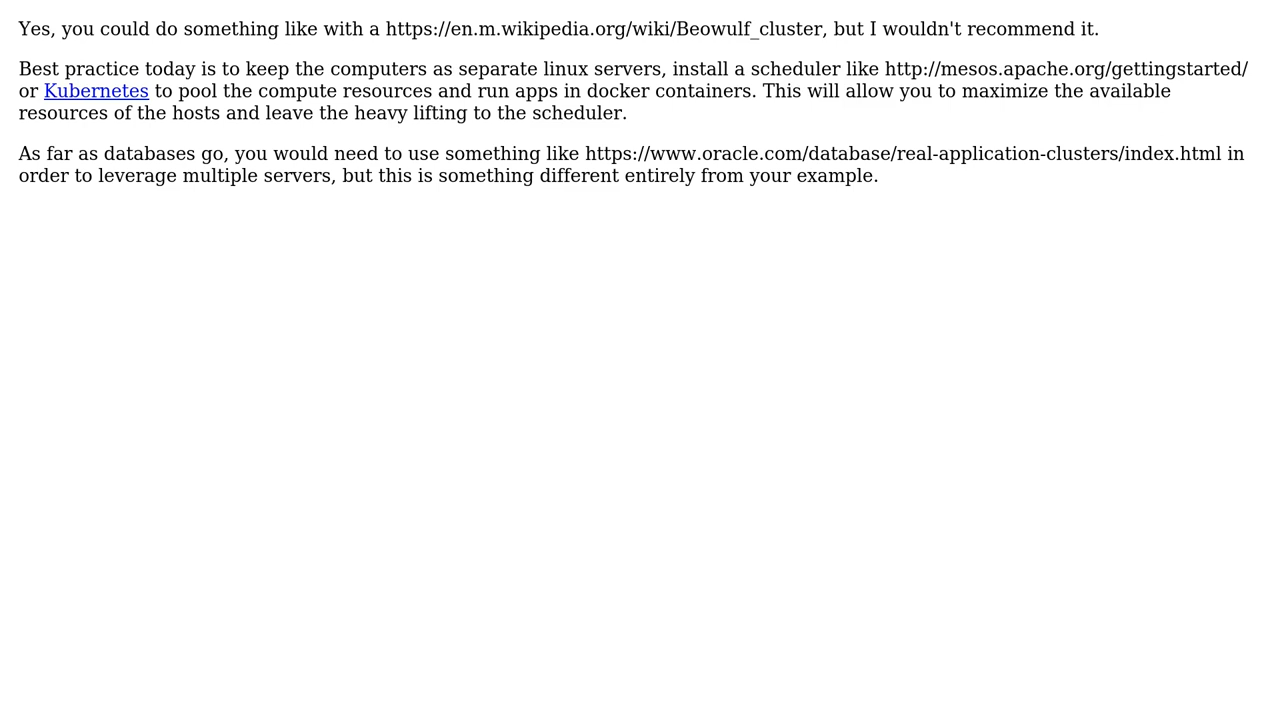 Yes, you could do something like with a https://en.m.wikipedia.org/wiki/Beowulf_cluster, but I wouldn't recommend it.
Best practice today is to keep the computers as separate linux servers, install a scheduler like http://mesos.apache.org/gettingstarted/
or Kubernetes to pool the compute resources and run apps in docker containers. This will allow you to maximize the available
resources of the hosts and leave the heavy lifting to the scheduler.
As far as databases go, you would need to use something like https://www.oracle.com/database/real-application-clusters/index.html in
order to leverage multiple servers, but this is something different entirely from your example.